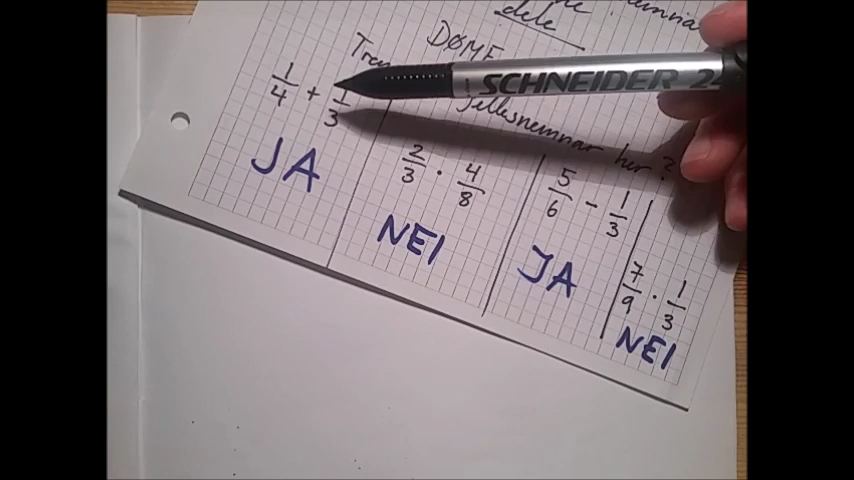 dele
DØME
fellesnemnar her?
1/4 + 1/3
JA
2/3 · 4/8
NEI
5/6 - 1/3
JA
7/9 · 1/3
NEI
SCHNEIDER